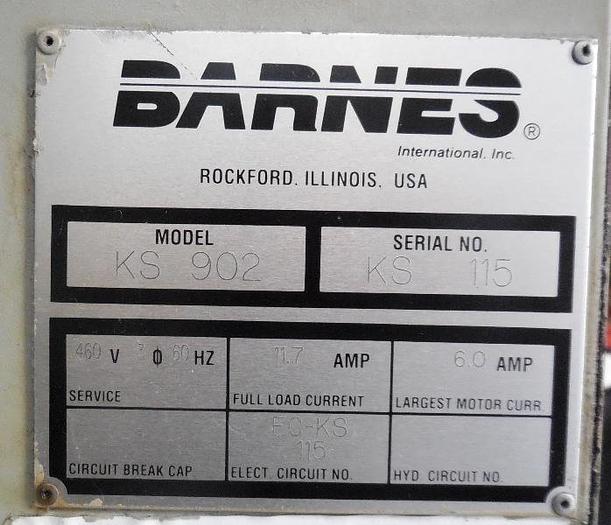 BARNES®
International, Inc.
ROCKFORD, ILLINOIS, USA
MODEL
KS 902
SERIAL NO.
KS 115
460 V 3 Φ 60 HZ
SERVICE
11.7 AMP
FULL LOAD CURRENT
6.0 AMP
LARGEST MOTOR CURR.
CIRCUIT BREAK CAP.
EC-KS
115
ELECT. CIRCUIT NO.
HYD CIRCUIT NO.